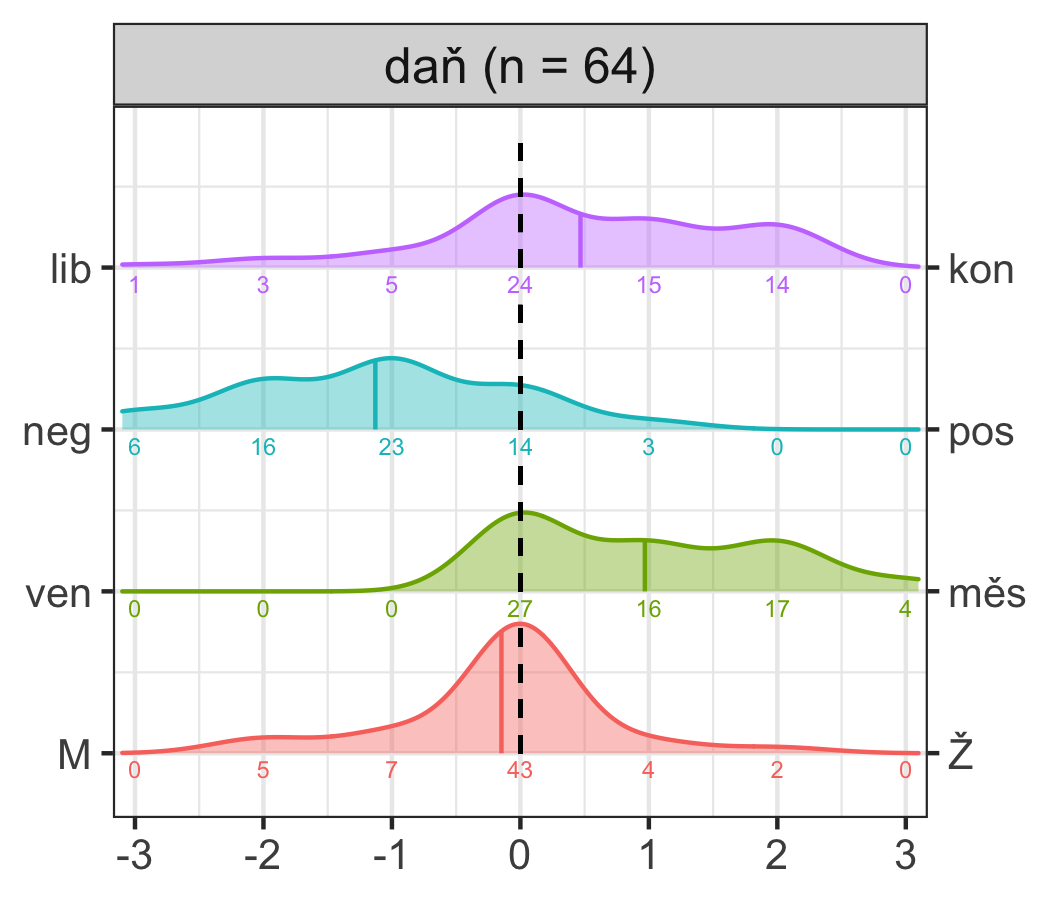 daň (n = 64)
lib kon
1 3 5 24 15 14 0
neg pos
6 16 23 14 3 0 0
ven měs
0 0 0 27 16 17 4
M Ž
0 5 7 43 4 2 0
-3 -2 -1 0 1 2 3